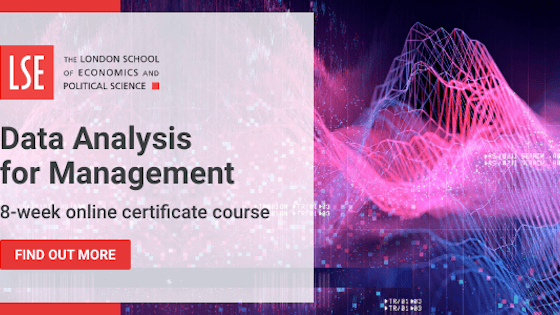 LSE
THE LONDON SCHOOL
OF ECONOMICS AND
POLITICAL SCIENCE
Data Analysis
for Management
8-week online certificate course
FIND OUT MORE